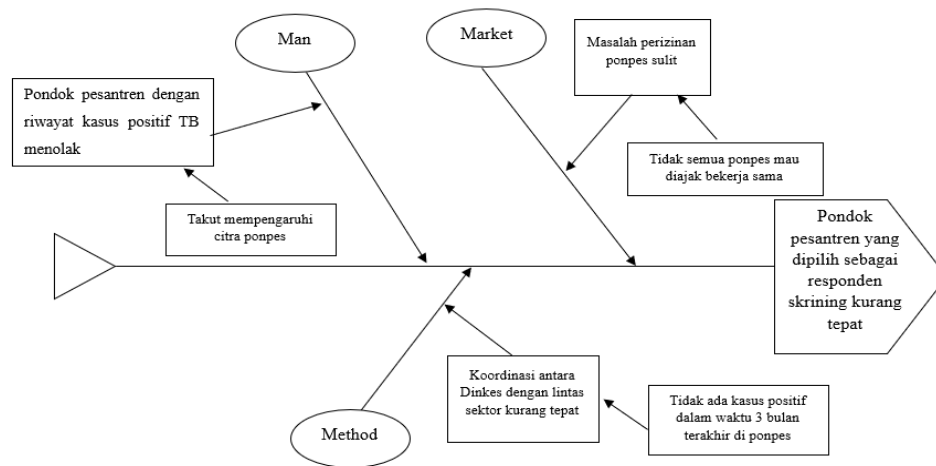 Man
Market
Masalah perizinan
ponpes sulit
Pondok pesantren dengan
riwayat kasus positif TB
menolak
Tidak semua ponpes mau
diajak bekerja sama
Takut mempengaruhi
citra ponpes
Pondok
pesantren yang
dipilih sebagai
responden
skrining kurang
tepat
Koordinasi antara
Dinkes dengan lintas
sektor kurang tepat
Tidak ada kasus positif
dalam waktu 3 bulan
terakhir di ponpes
Method